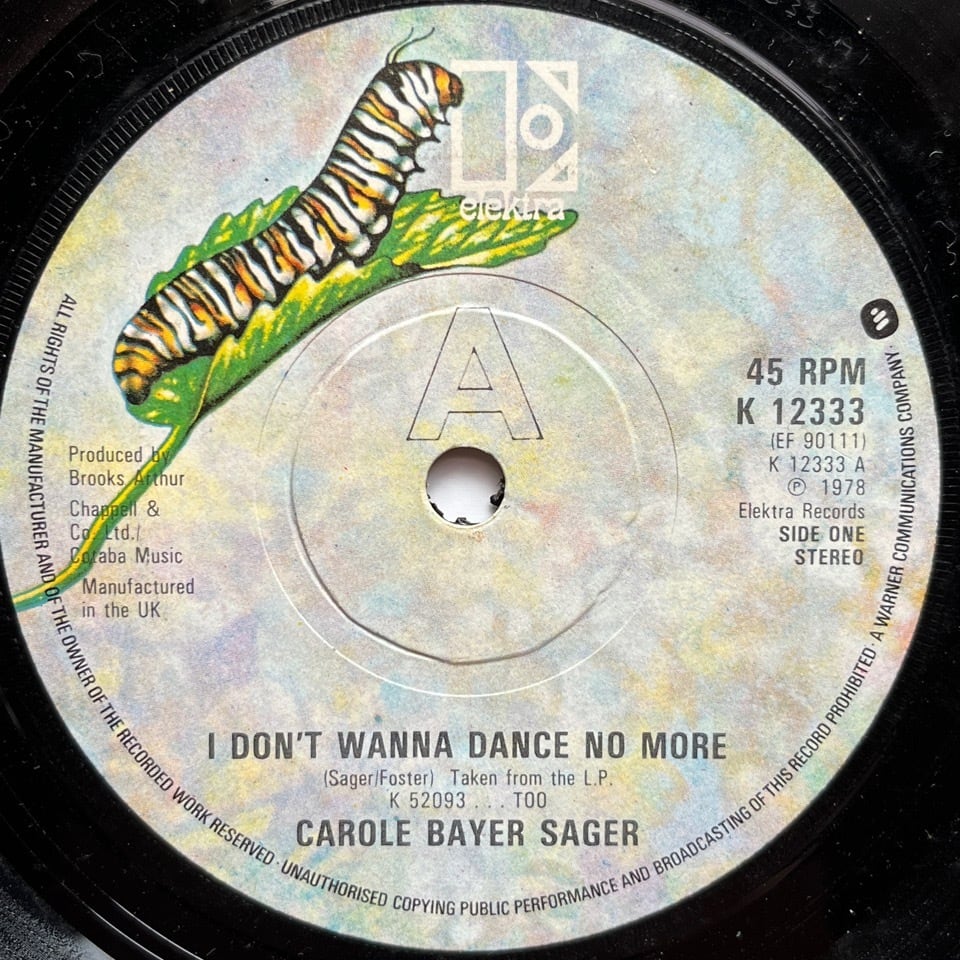 elektra
A
45 RPM
K 12333
(EF 90111)
K 12333 A
Ⓟ 1978
Elektra Records
SIDE ONE
STEREO
Produced by
Brooks Arthur
Chappell &
Co. Ltd./
Cotaba Music
Manufactured
in the UK
I DON'T WANNA DANCE NO MORE
(Sager/Foster) Taken from the L.P.
K 52093 ... TOO
CAROLE BAYER SAGER
ALL RIGHTS OF THE MANUFACTURER AND OF THE OWNER OF THE RECORDED WORK RESERVED · UNAUTHORISED COPYING PUBLIC PERFORMANCE AND BROADCASTING OF THIS RECORD PROHIBITED · A WARNER COMMUNICATIONS COMPANY ·